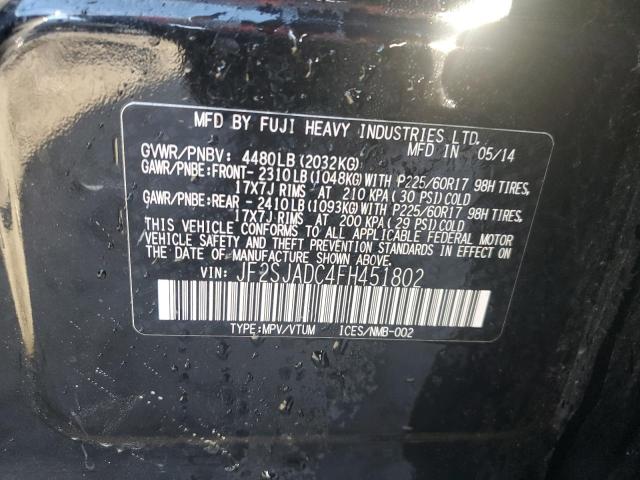 MFD BY FUJI HEAVY INDUSTRIES LTD.
MFD IN 05/14
GVWR/PNBV: 4480LB(2032KG)
GAWR/PNBE:FRONT-2310LB(1048KG)WITH P225/60R17 98H TIRES,
17X7J RIMS AT 210 KPA(30 PSI)COLD
GAWR/PNBE:REAR -2410LB(1093KG)WITH P225/60R17 98H TIRES,
17X7J RIMS AT 200 KPA(29 PSI)COLD
THIS VEHICLE CONFORMS TO ALL APPLICABLE FEDERAL MOTOR
VEHICLE SAFETY AND THEFT PREVENTION STANDARDS IN EFFECT ON
THE DATE OF MANUFACTURE SHOWN ABOVE.
VIN: JF2SJADC4FH451802
TYPE:MPV/VTUM ICES/NMB-002